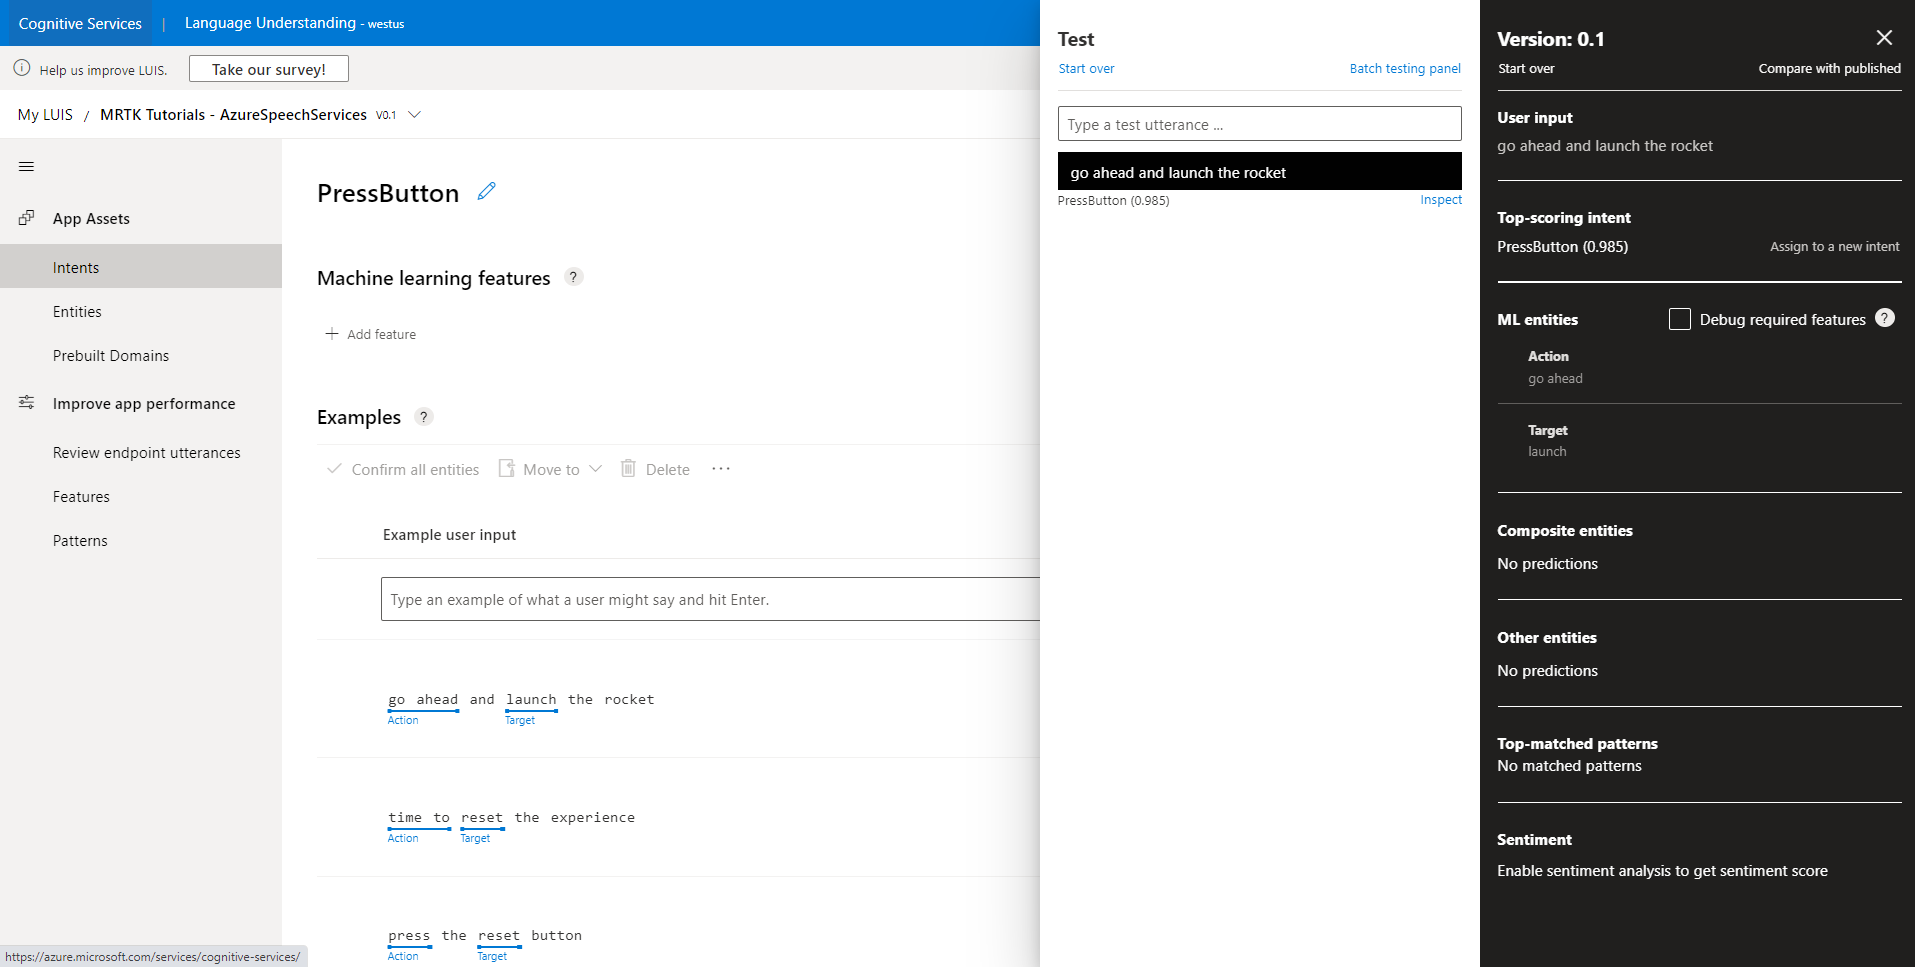 Cognitive Services | Language Understanding - westus
Help us improve LUIS. Take our survey!
My LUIS / MRTK Tutorials - AzureSpeechServices V0.1
App Assets
Intents
Entities
Prebuilt Domains
Improve app performance
Review endpoint utterances
Features
Patterns
https://azure.microsoft.com/services/cognitive-services/
PressButton
Machine learning features ?
+ Add feature
Examples ?
Confirm all entities Move to Delete ...
Example user input
Type an example of what a user might say and hit Enter.
go ahead and launch the rocket
Action Target
time to reset the experience
Action Target
press the reset button
Action Target
Test
Start over Batch testing panel
Type a test utterance ...
go ahead and launch the rocket
PressButton (0.985) Inspect
Version: 0.1
Start over Compare with published
User input
go ahead and launch the rocket
Top-scoring intent
PressButton (0.985) Assign to a new intent
ML entities Debug required features ?
Action
go ahead
Target
launch
Composite entities
No predictions
Other entities
No predictions
Top-matched patterns
No matched patterns
Sentiment
Enable sentiment analysis to get sentiment score